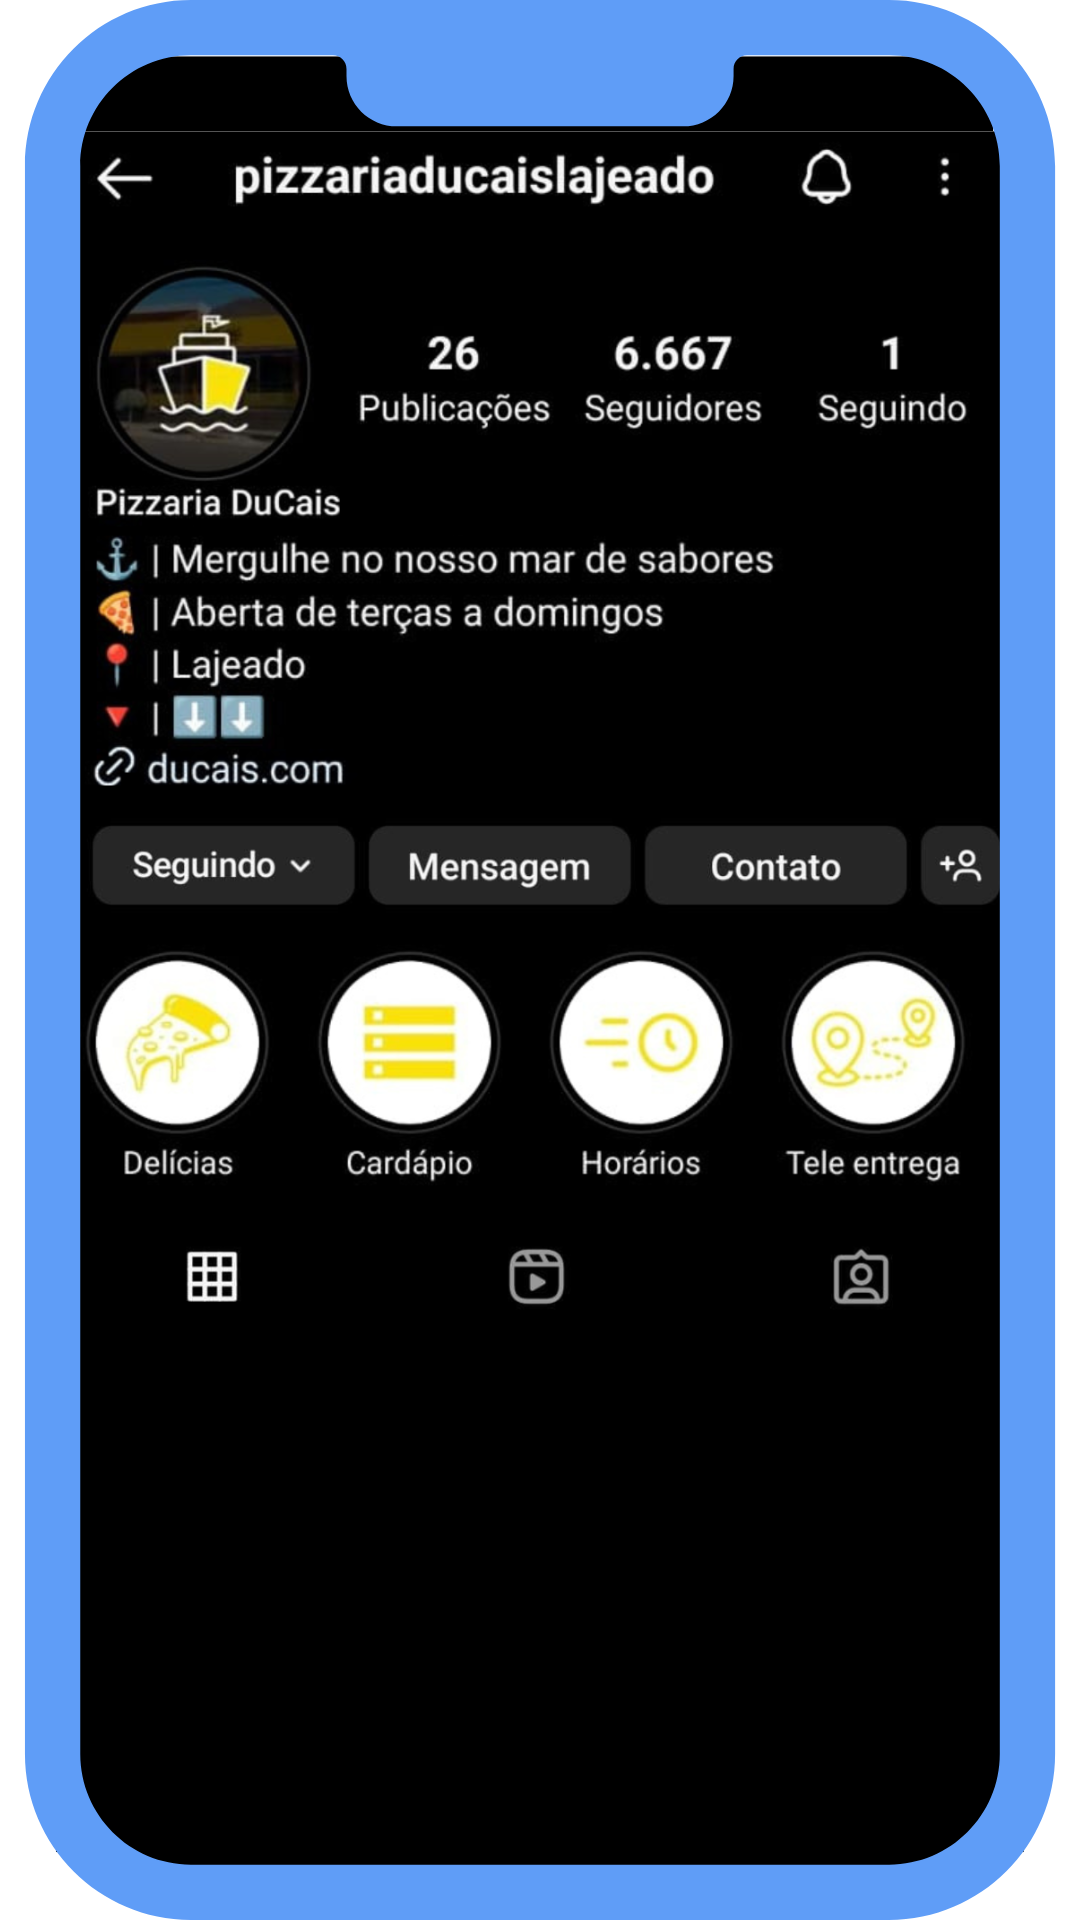 pizzariaducaislajeado
26 6.667 1
Publicações Seguidores Seguindo
Pizzaria DuCais
⚓ | Mergulhe no nosso mar de sabores
🍕 | Aberta de terças a domingos
📍 | Lajeado
🔻 | ⬇️⬇️
ducais.com
Seguindo Mensagem Contato
Delícias Cardápio Horários Tele entrega